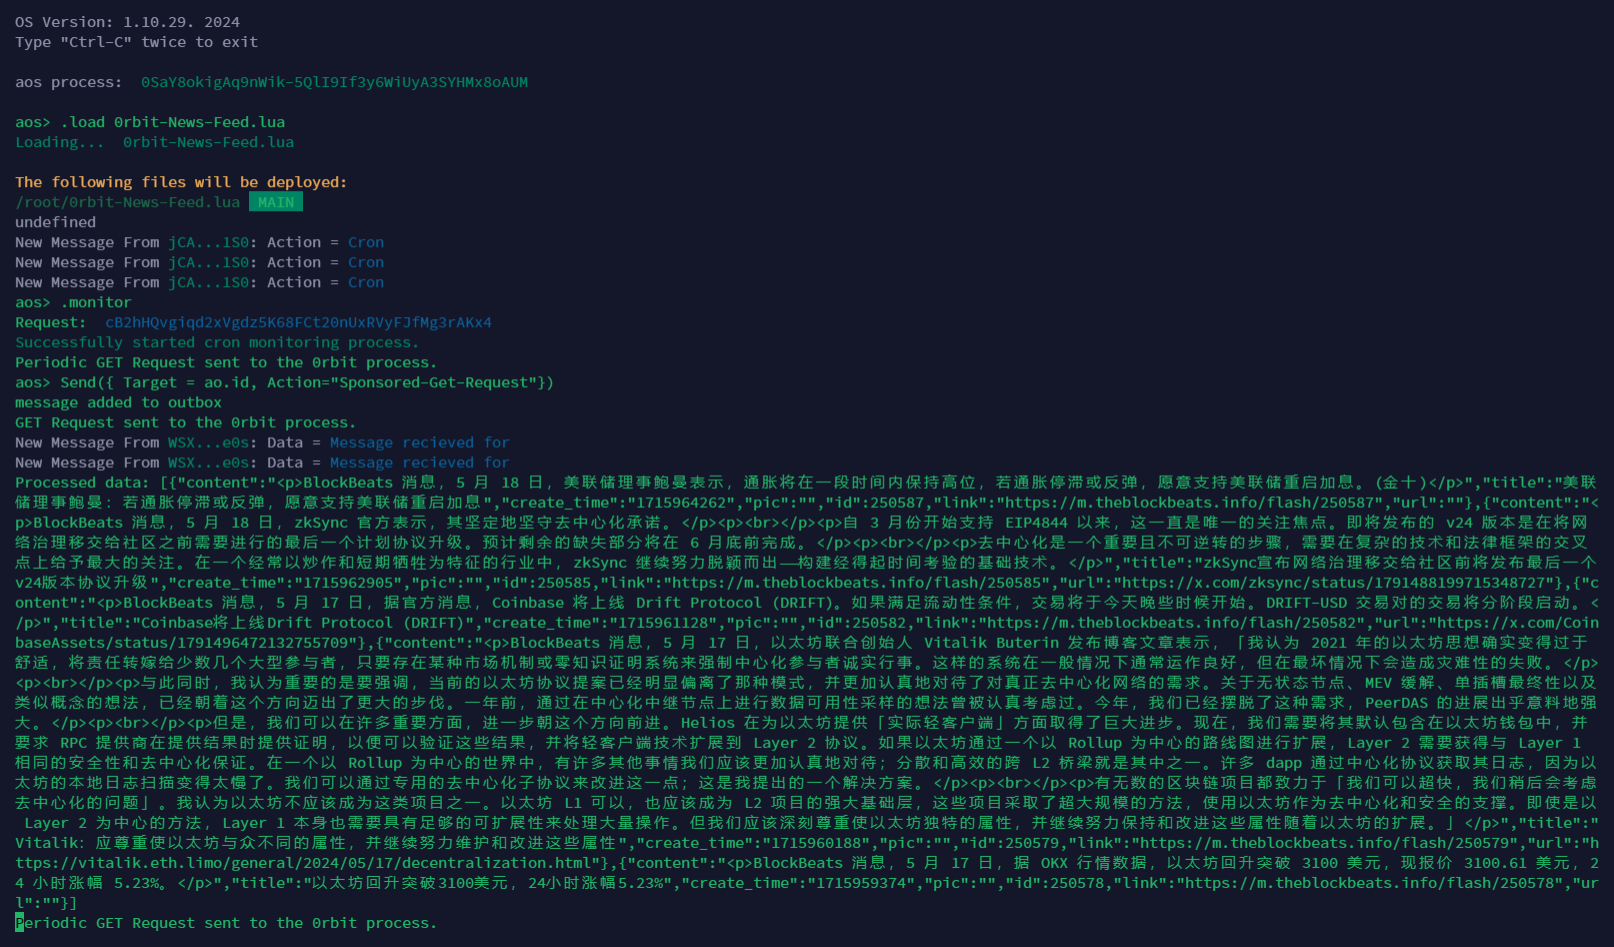 OS Version: 1.10.29. 2024
Type "Ctrl-C" twice to exit
aos process:  0SaY8okigAq9nWik-5QlI9If3y6WiUyA3SYHMx8oAUM
aos> .load 0rbit-News-Feed.lua
Loading...  0rbit-News-Feed.lua
The following files will be deployed:
/root/0rbit-News-Feed.lua  MAIN
undefined
New Message From jCA...1S0: Action = Cron
New Message From jCA...1S0: Action = Cron
New Message From jCA...1S0: Action = Cron
aos> .monitor
Request:  cB2hHQvgiqd2xVgdz5K68FCt20nUxRVyFJfMg3rAKx4
Successfully started cron monitoring process.
Periodic GET Request sent to the 0rbit process.
aos> Send({ Target = ao.id, Action="Sponsored-Get-Request"})
message added to outbox
GET Request sent to the 0rbit process.
New Message From WSX...e0s: Data = Message recieved for
New Message From WSX...e0s: Data = Message recieved for
Processed data: [{"content":"<p>BlockBeats 消息，5 月 18 日，美联储理事鲍曼表示，通胀将在一段时间内保持高位，若通胀停滞或反弹，愿意支持美联储重启加息。(金十)</p>","title":"美联
储理事鲍曼：若通胀停滞或反弹，愿意支持美联储重启加息","create_time":"1715964262","pic":"","id":250587,"link":"https://m.theblockbeats.info/flash/250587","url":""},{"content":"<
p>BlockBeats 消息，5 月 18 日，zkSync 官方表示，其坚定地坚守去中心化承诺。</p><p><br></p><p>自 3 月份开始支持 EIP4844 以来，这一直是唯一的关注焦点。即将发布的 v24 版本是在将网
络治理移交给社区之前需要进行的最后一个计划协议升级。预计剩余的缺失部分将在 6 月底前完成。</p><p><br></p><p>去中心化是一个重要且不可逆转的步骤，需要在复杂的技术和法律框架的交叉
点上给予最大的关注。在一个经常以炒作和短期牺牲为特征的行业中，zkSync 继续努力脱颖而出——构建经得起时间考验的基础技术。</p>","title":"zkSync宣布网络治理移交给社区前将发布最后一个
v24版本协议升级","create_time":"1715962905","pic":"","id":250585,"link":"https://m.theblockbeats.info/flash/250585","url":"https://x.com/zksync/status/1791488199715348727"},{"c
ontent":"<p>BlockBeats 消息，5 月 17 日，据官方消息，Coinbase 将上线 Drift Protocol (DRIFT)。如果满足流动性条件，交易将于今天晚些时候开始。DRIFT-USD 交易对的交易将分阶段启动。<
/p>","title":"Coinbase将上线Drift Protocol (DRIFT)","create_time":"1715961128","pic":"","id":250582,"link":"https://m.theblockbeats.info/flash/250582","url":"https://x.com/Coin
baseAssets/status/1791496472132755709"},{"content":"<p>BlockBeats 消息，5 月 17 日，以太坊联合创始人 Vitalik Buterin 发布博客文章表示，「我认为 2021 年的以太坊思想确实变得过于
舒适，将责任转嫁给少数几个大型参与者，只要存在某种市场机制或零知识证明系统来强制中心化参与者诚实行事。这样的系统在一般情况下通常运作良好，但在最坏情况下会造成灾难性的失败。</p>
<p><br></p><p>与此同时，我认为重要的是要强调，当前的以太坊协议提案已经明显偏离了那种模式，并更加认真地对待了对真正去中心化网络的需求。关于无状态节点、MEV 缓解、单插槽最终性以及
类似概念的想法，已经朝着这个方向迈出了更大的步伐。一年前，通过在中心化中继节点上进行数据可用性采样的想法曾被认真考虑过。今年，我们已经摆脱了这种需求，PeerDAS 的进展出乎意料地强
大。</p><p><br></p><p>但是，我们可以在许多重要方面，进一步朝这个方向前进。Helios 在为以太坊提供「实际轻客户端」方面取得了巨大进步。现在，我们需要将其默认包含在以太坊钱包中，并
要求 RPC 提供商在提供结果时提供证明，以便可以验证这些结果，并将轻客户端技术扩展到 Layer 2 协议。如果以太坊通过一个以 Rollup 为中心的路线图进行扩展，Layer 2 需要获得与 Layer 1
相同的安全性和去中心化保证。在一个以 Rollup 为中心的世界中，有许多其他事情我们应该更加认真地对待；分散和高效的跨 L2 桥梁就是其中之一。许多 dapp 通过中心化协议获取其日志，因为以
太坊的本地日志扫描变得太慢了。我们可以通过专用的去中心化子协议来改进这一点；这是我提出的一个解决方案。</p><p><br></p><p>有无数的区块链项目都致力于「我们可以超快，我们稍后会考虑
去中心化的问题」。我认为以太坊不应该成为这类项目之一。以太坊 L1 可以，也应该成为 L2 项目的强大基础层，这些项目采取了超大规模的方法，使用以太坊作为去中心化和安全的支撑。即使是以
Layer 2 为中心的方法，Layer 1 本身也需要具有足够的可扩展性来处理大量操作。但我们应该深刻尊重使以太坊独特的属性，并继续努力保持和改进这些属性随着以太坊的扩展。」</p>","title":"
Vitalik：应尊重使以太坊与众不同的属性，并继续努力维护和改进这些属性","create_time":"1715960188","pic":"","id":250579,"link":"https://m.theblockbeats.info/flash/250579","url":"h
ttps://vitalik.eth.limo/general/2024/05/17/decentralization.html"},{"content":"<p>BlockBeats 消息，5 月 17 日，据 OKX 行情数据，以太坊回升突破 3100 美元，现报价 3100.61 美元，2
4 小时涨幅 5.23%。</p>","title":"以太坊回升突破3100美元，24小时涨幅5.23%","create_time":"1715959374","pic":"","id":250578,"link":"https://m.theblockbeats.info/flash/250578","ur
l":""}]
Periodic GET Request sent to the 0rbit process.